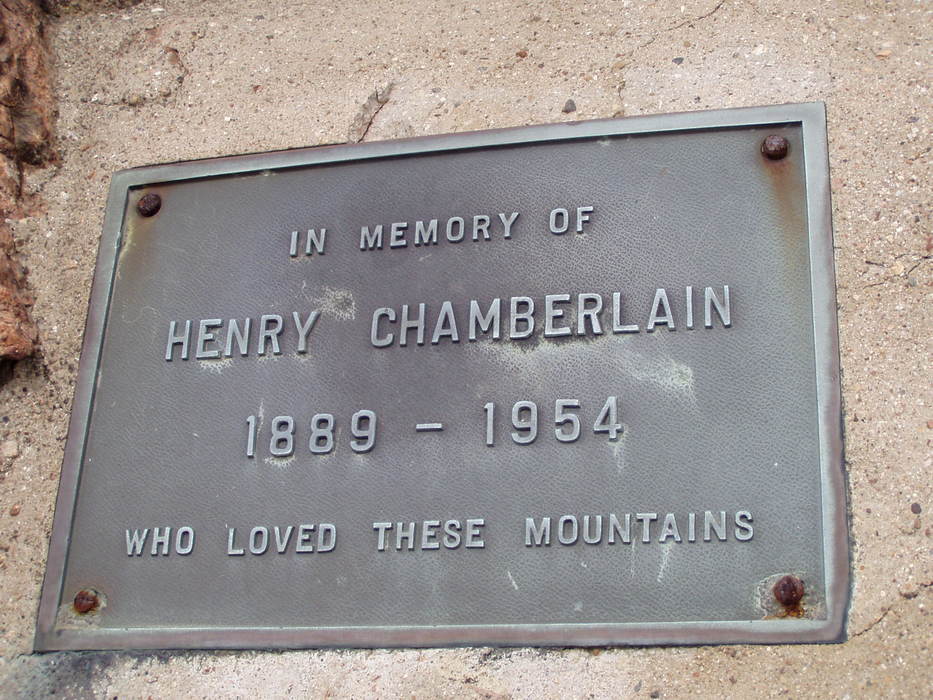 IN MEMORY OF
HENRY CHAMBERLAIN
1889 - 1954
WHO LOVED THESE MOUNTAINS